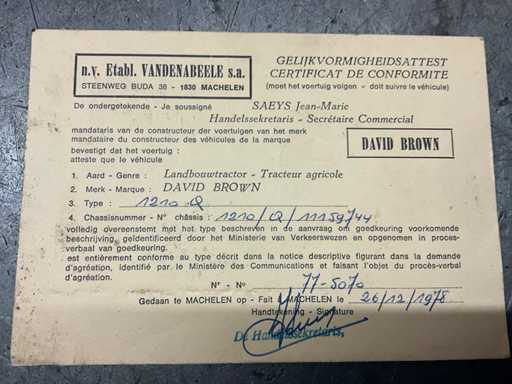 n.v. Etabl. VANDENABEELE s.a.
STEENWEG BUDA 38 - 1830 MACHELEN
GELIJKVORMIGHEIDSATTEST
CERTIFICAT DE CONFORMITE
(moet het voertuig volgen - doit suivre le véhicule)
De ondergetekende - Je soussigné SAEYS Jean-Marie
Handelssekretaris - Secrétaire Commercial
mandataris van de constructeur der voertuigen van het merk
mandataire du constructeur des véhicules de la marque
DAVID BROWN
bevestigt dat het voertuig :
atteste que le véhicule
1. Aard - Genre : Landbouwtractor - Tracteur agricole
2. Merk - Marque : DAVID BROWN
3. Type : 1210 Q
4. Chassisnummer - N° châssis : 1210/Q/11159744
volledig overeenstemt met het type beschreven in de aanvraag om goedkeuring voorkomende
beschrijving, geïdentificeerd door het Ministerie van Verkeerswezen en opgenomen in proces-
verbaal van goedkeuring.
est entièrement conforme au type décrit dans la notice descriptive figurant dans la demande
d'agréation, identifié par le Ministère des Communications et faisant l'objet du procès-verbal
d'agréation.
Nr - N° 77-5070
Gedaan te MACHELEN op - Fait à MACHELEN le 26/12/1978
Handtekening - Signature
De Handelssekretaris,